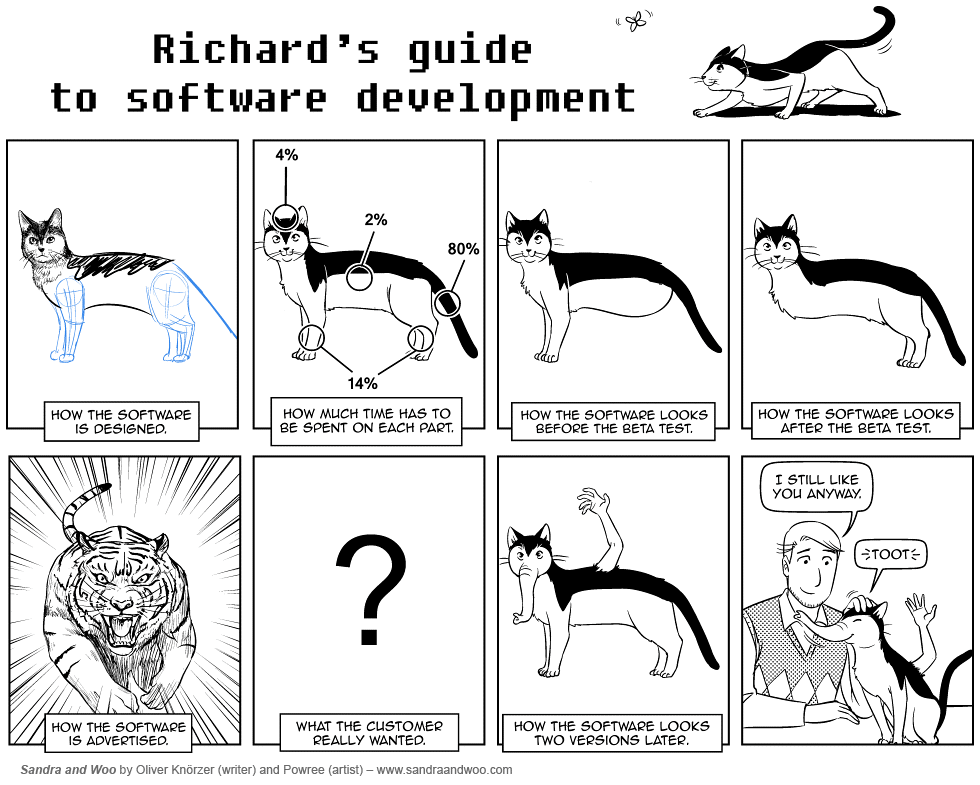 Richard's guide
to software development
4%
2%
80%
14%
HOW THE SOFTWARE
IS DESIGNED.
HOW MUCH TIME HAS TO
BE SPENT ON EACH PART.
HOW THE SOFTWARE LOOKS
BEFORE THE BETA TEST.
HOW THE SOFTWARE LOOKS
AFTER THE BETA TEST.
HOW THE SOFTWARE
IS ADVERTISED.
?
WHAT THE CUSTOMER
REALLY WANTED.
HOW THE SOFTWARE LOOKS
TWO VERSIONS LATER.
I STILL LIKE
YOU ANYWAY.
TOOT
Sandra and Woo by Oliver Knörzer (writer) and Powree (artist) – www.sandraandwoo.com